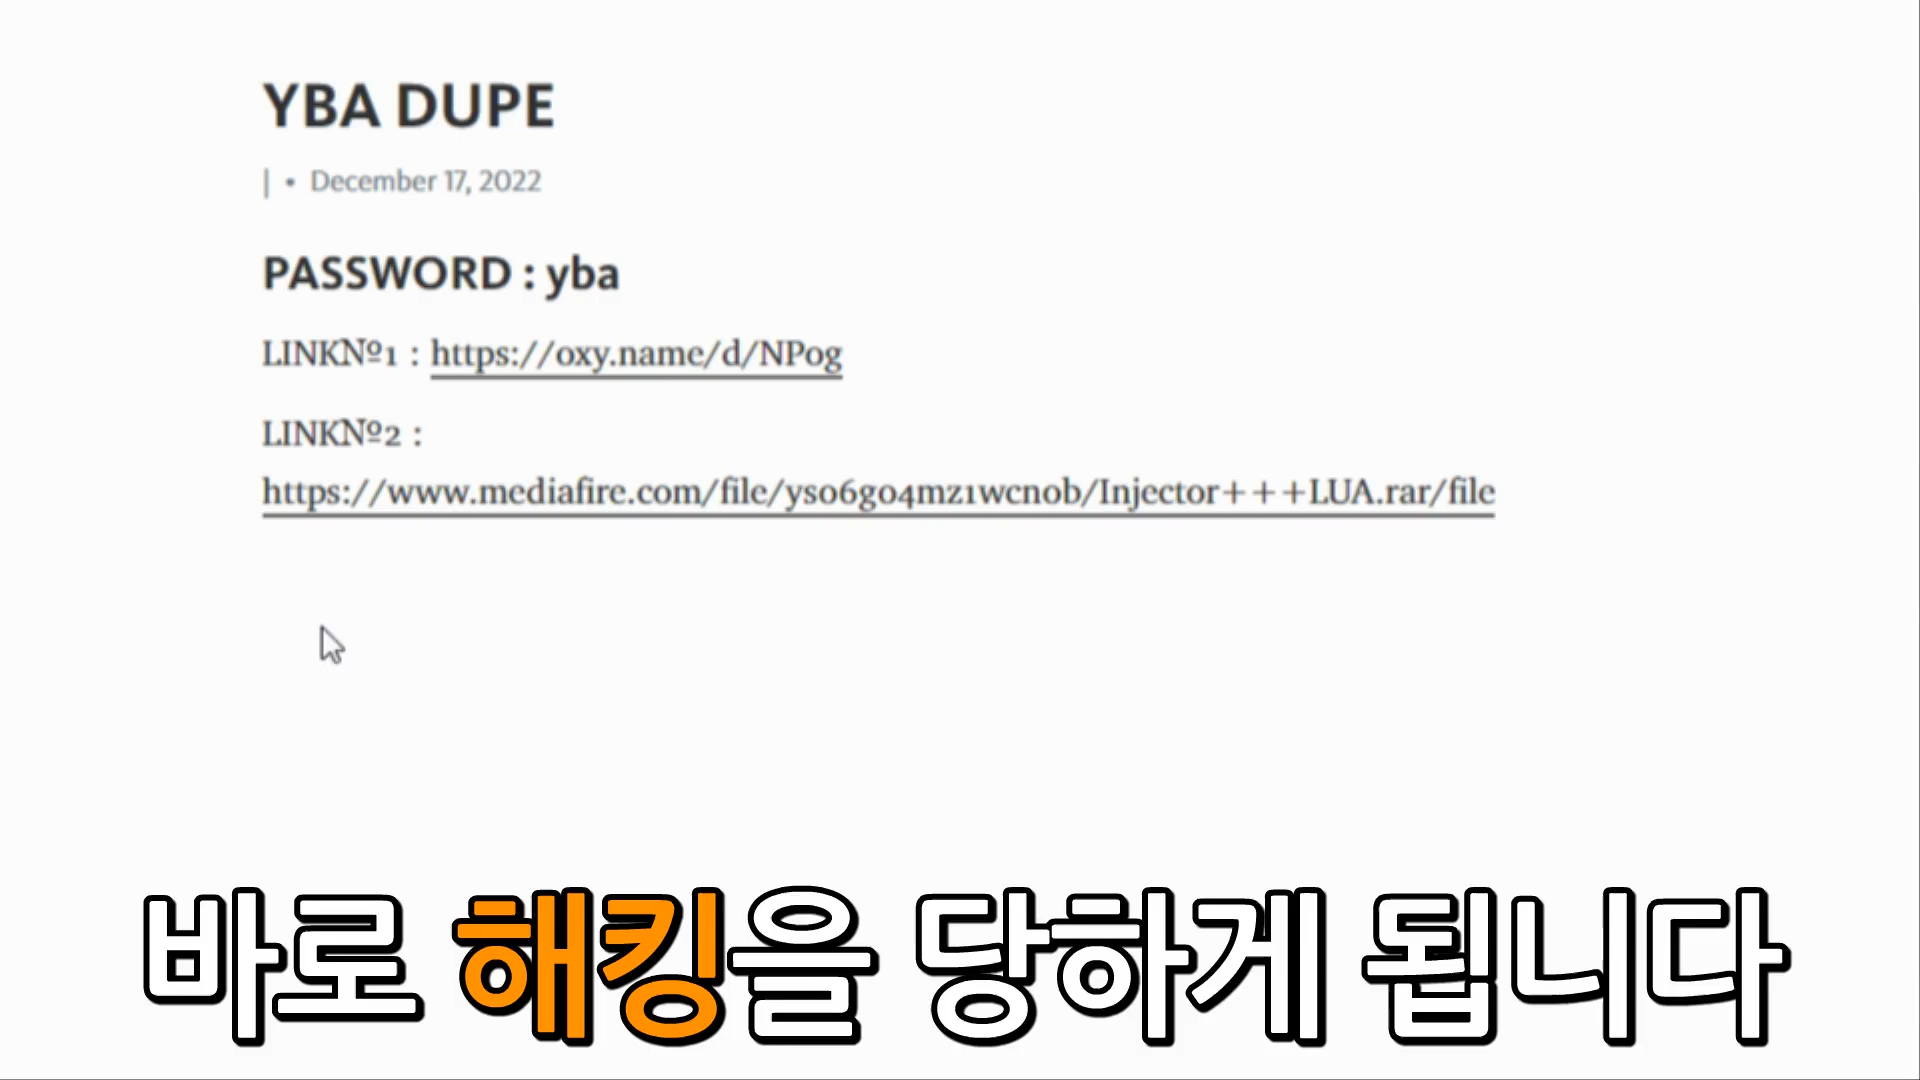 YBA DUPE
| • December 17, 2022
PASSWORD : yba
LINK№1 : https://oxy.name/d/NPog
LINK№2 :
https://www.mediafire.com/file/yso6go4mz1wcnob/Injector+++LUA.rar/file
바로 해킹을 당하게 됩니다